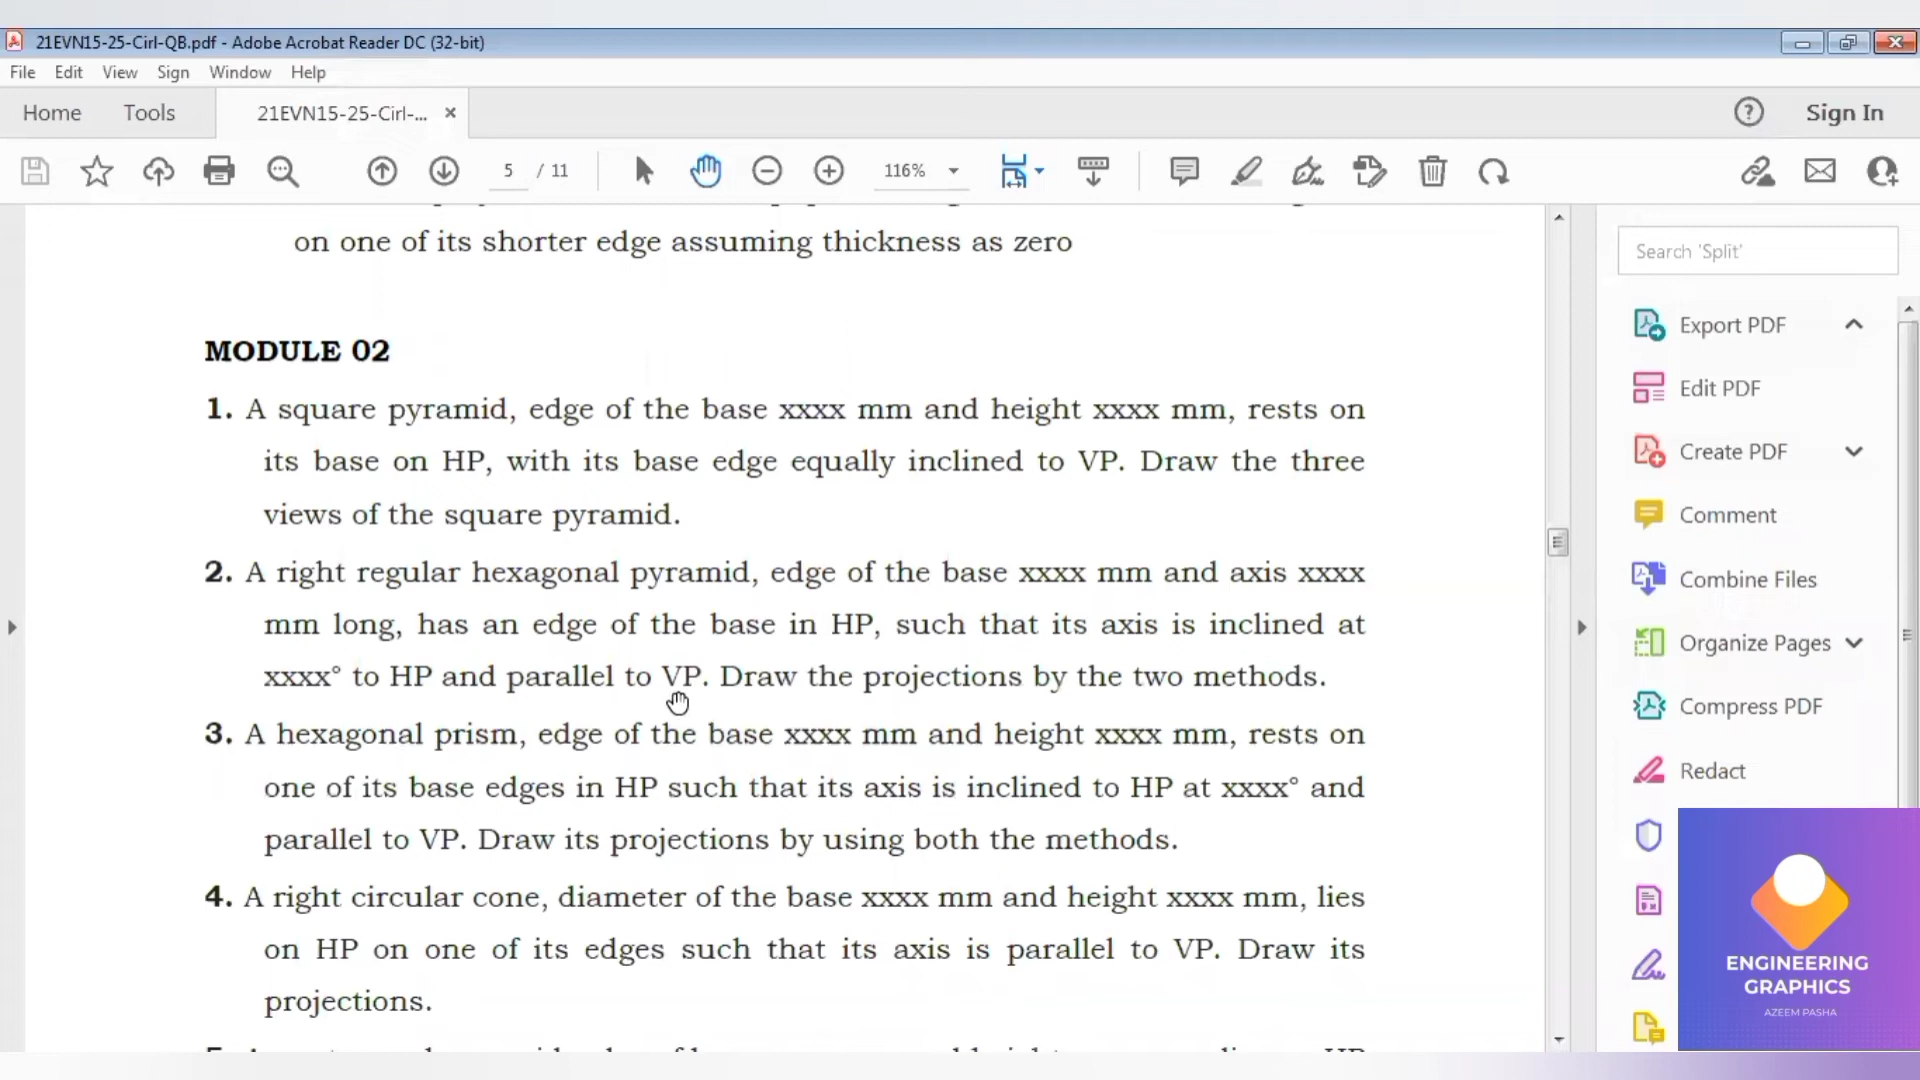 21EVN15-25-Cirl-QB.pdf - Adobe Acrobat Reader DC (32-bit)
File Edit View Sign Window Help
Home Tools 21EVN15-25-Cirl-... Sign In
5 / 11 116%
on one of its shorter edge assuming thickness as zero
MODULE 02
1. A square pyramid, edge of the base xxxx mm and height xxxx mm, rests on
its base on HP, with its base edge equally inclined to VP. Draw the three
views of the square pyramid.
2. A right regular hexagonal pyramid, edge of the base xxxx mm and axis xxxx
mm long, has an edge of the base in HP, such that its axis is inclined at
xxxx° to HP and parallel to VP. Draw the projections by the two methods.
3. A hexagonal prism, edge of the base xxxx mm and height xxxx mm, rests on
one of its base edges in HP such that its axis is inclined to HP at xxxx° and
parallel to VP. Draw its projections by using both the methods.
4. A right circular cone, diameter of the base xxxx mm and height xxxx mm, lies
on HP on one of its edges such that its axis is parallel to VP. Draw its
projections.
Search 'Split'
Export PDF
Edit PDF
Create PDF
Comment
Combine Files
Organize Pages
Compress PDF
Redact
ENGINEERING
GRAPHICS
AZEEM PASHA